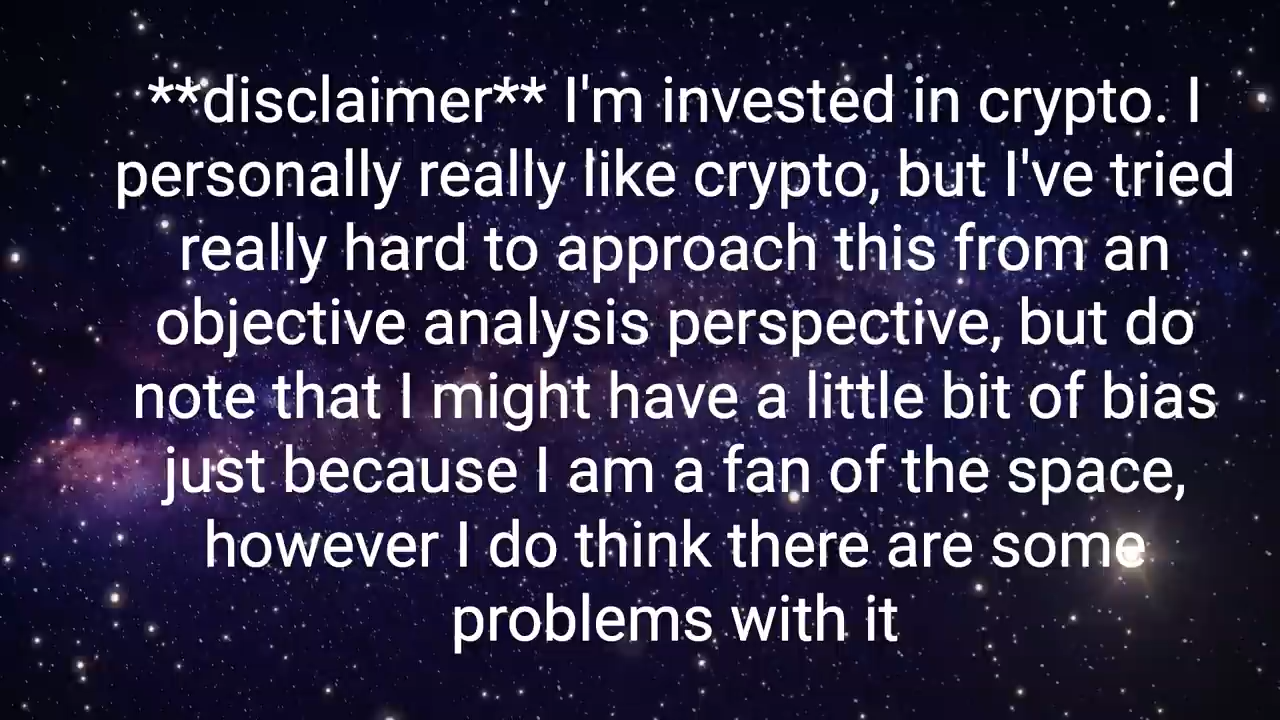 **disclaimer** I'm invested in crypto. I
personally really like crypto, but I've tried
really hard to approach this from an
objective analysis perspective, but do
note that I might have a little bit of bias
just because I am a fan of the space,
however I do think there are some
problems with it